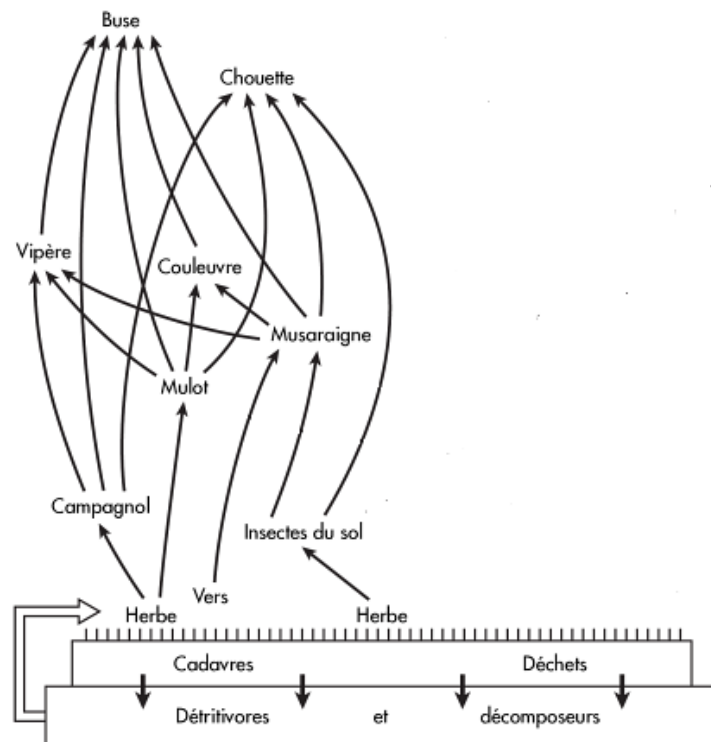 Buse
Chouette
Vipère
Couleuvre
Musaraigne
Mulot
Campagnol
Insectes du sol
Vers
Herbe
Herbe
Cadavres Déchets
Détritivores et décomposeurs